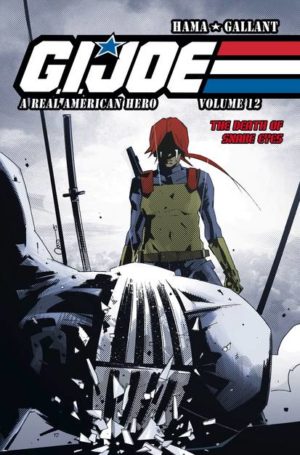 HAMA ★ GALLANT
G.I. JOE
A REAL AMERICAN HERO VOLUME 12
THE DEATH OF
SNAKE EYES